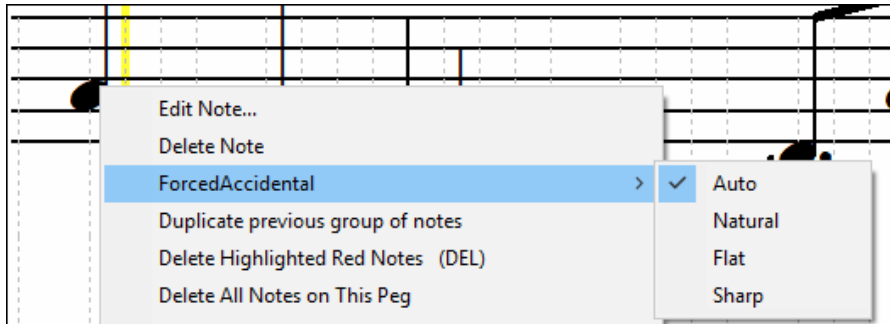 Edit Note...
Delete Note
ForcedAccidental
Duplicate previous group of notes
Delete Highlighted Red Notes (DEL)
Delete All Notes on This Peg
Auto
Natural
Flat
Sharp